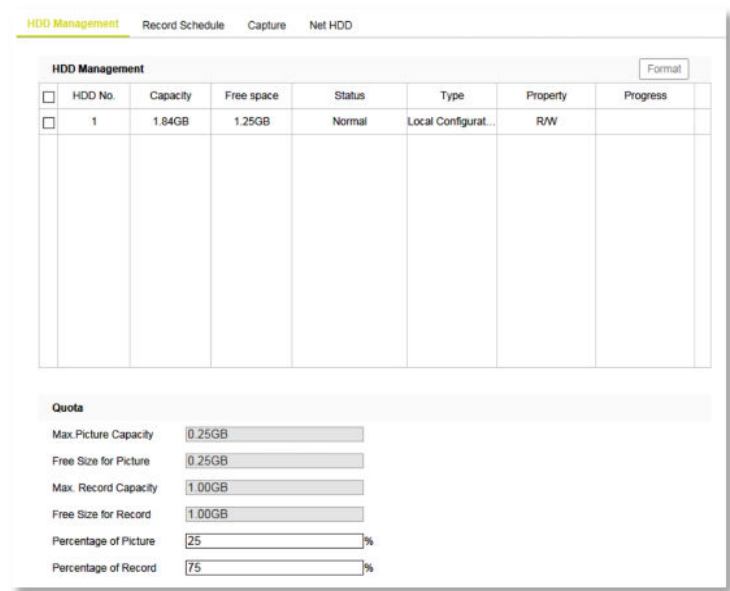 HDD Management Record Schedule Capture Net HDD
HDD Management Format
HDD No. Capacity Free space Status Type Property Progress
1 1.84GB 1.25GB Normal Local Configurat... R/W
Quota
Max.Picture Capacity 0.25GB
Free Size for Picture 0.25GB
Max. Record Capacity 1.00GB
Free Size for Record 1.00GB
Percentage of Picture 25 %
Percentage of Record 75 %